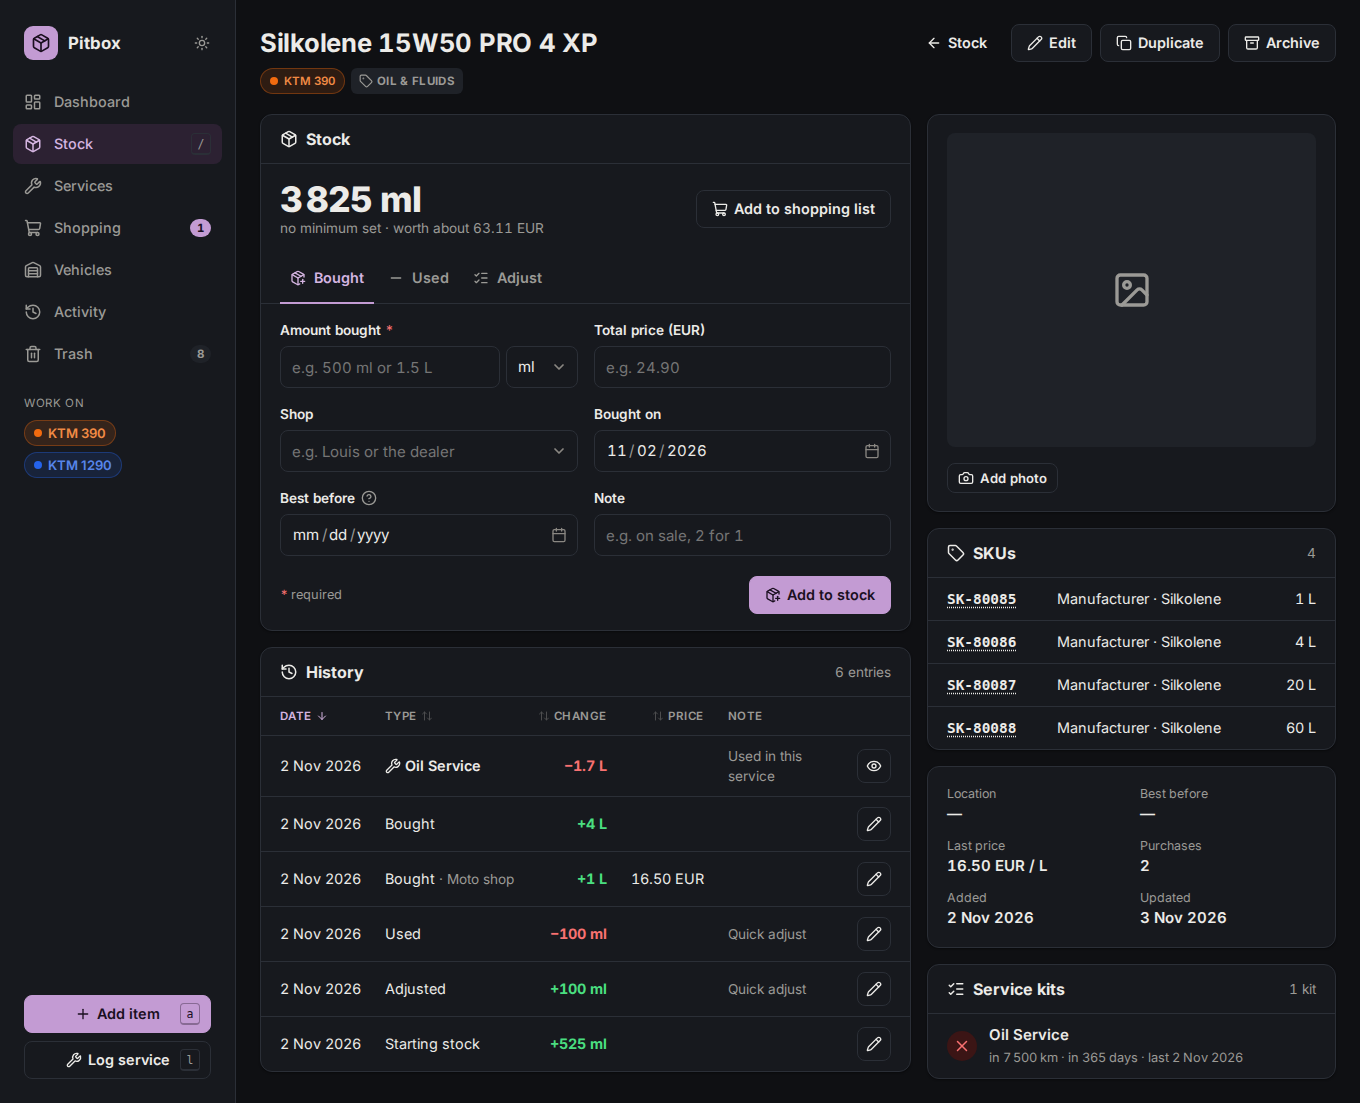 Pitbox
Dashboard
Stock /
Services
Shopping 1
Vehicles
Activity
Trash 8
WORK ON
KTM 390
KTM 1290
Add item a
Log service l
Silkolene 15W50 PRO 4 XP
KTM 390 OIL & FLUIDS
Stock Edit Duplicate Archive
Stock
3 825 ml
no minimum set · worth about 63.11 EUR
Add to shopping list
Bought Used Adjust
Amount bought * Total price (EUR)
e.g. 500 ml or 1.5 L ml e.g. 24.90
Shop Bought on
e.g. Louis or the dealer 11/02/2026
Best before ? Note
mm/dd/yyyy e.g. on sale, 2 for 1
* required Add to stock
History 6 entries
DATE TYPE CHANGE PRICE NOTE
2 Nov 2026 Oil Service −1.7 L Used in this
service
2 Nov 2026 Bought +4 L
2 Nov 2026 Bought · Moto shop +1 L 16.50 EUR
2 Nov 2026 Used −100 ml Quick adjust
2 Nov 2026 Adjusted +100 ml Quick adjust
2 Nov 2026 Starting stock +525 ml
Add photo
SKUs 4
SK-80085 Manufacturer · Silkolene 1 L
SK-80086 Manufacturer · Silkolene 4 L
SK-80087 Manufacturer · Silkolene 20 L
SK-80088 Manufacturer · Silkolene 60 L
Location Best before
— —
Last price Purchases
16.50 EUR / L 2
Added Updated
2 Nov 2026 3 Nov 2026
Service kits 1 kit
Oil Service
in 7 500 km · in 365 days · last 2 Nov 2026